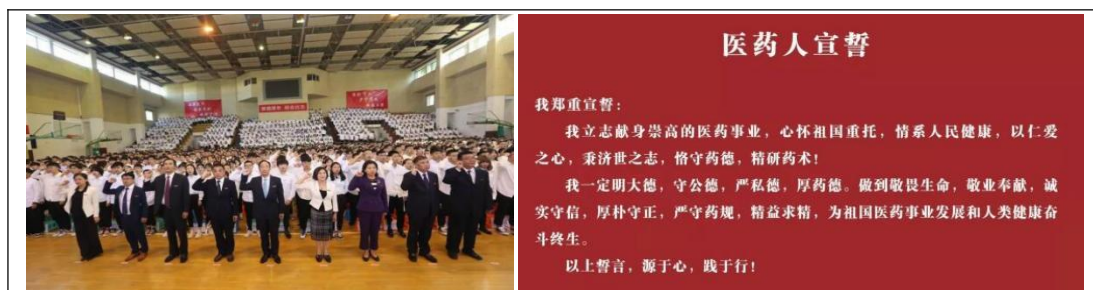 医药人宣誓
我郑重宣誓：
我立志献身崇高的医药事业，心怀祖国重托，情系人民健康，以仁爱
之心，秉济世之志，恪守药德，精研药术！
我一定明大德，守公德，严私德，厚药德。做到敬畏生命，敬业奉献，诚
实守信，厚朴守正，严守药规，精益求精，为祖国医药事业发展和人类健康奋
斗终生。
以上誓言，源于心，践于行！